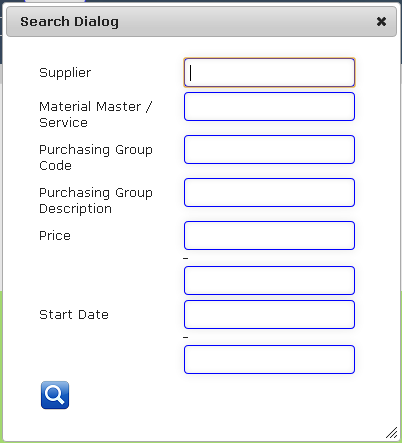 Search Dialog
Supplier
Material Master /
Service
Purchasing Group
Code
Purchasing Group
Description
Price
–
Start Date
–